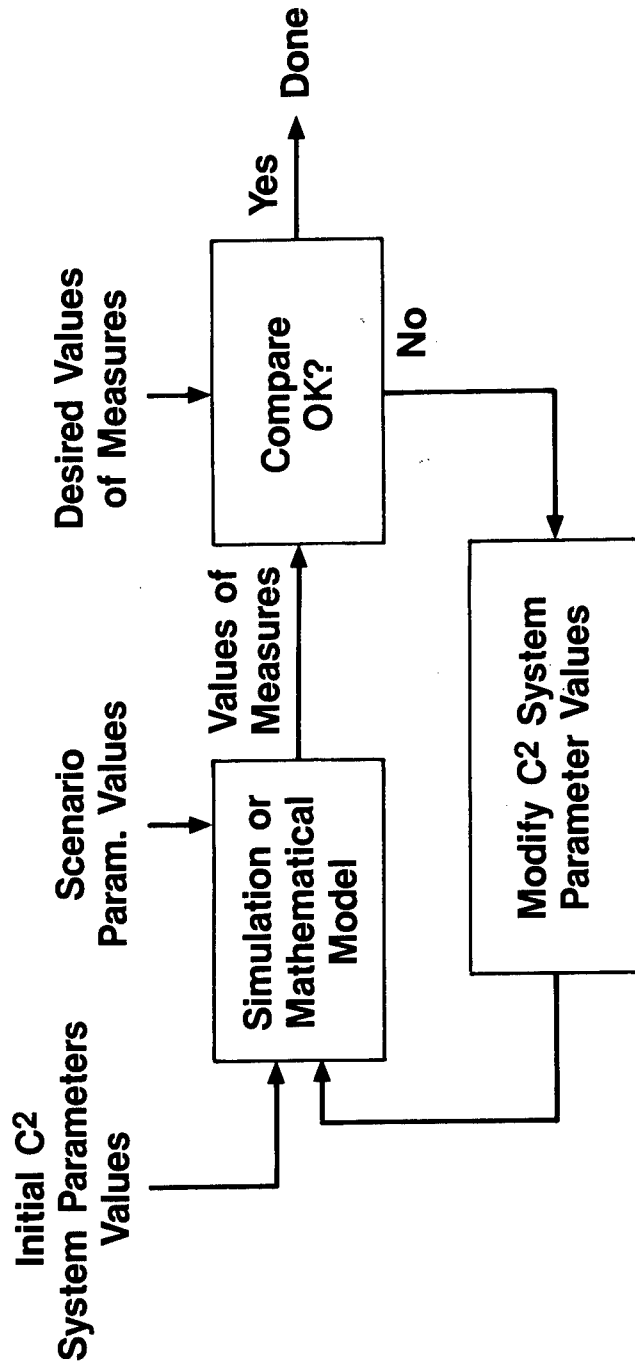 Initial C²
System Parameters
Values
Scenario
Param. Values
Desired Values
of Measures
Simulation or
Mathematical
Model
Values of
Measures
Compare
OK?
Yes
Done
No
Modify C² System
Parameter Values